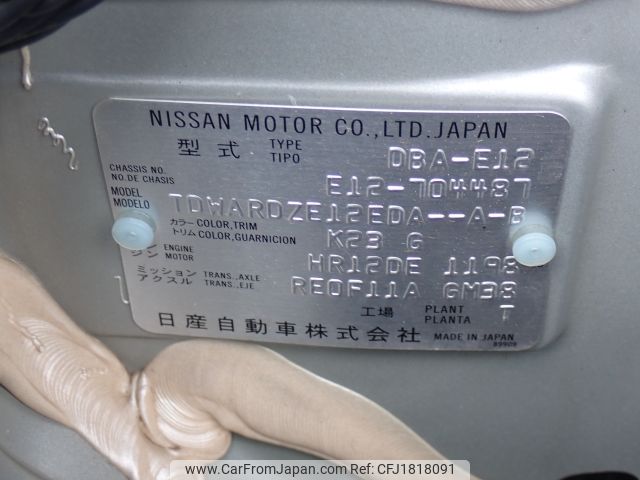 NISSAN MOTOR CO.,LTD.JAPAN
型式 TYPE TIPO DBA-E12
CHASSIS NO. NO.DE CHASIS E12-704487
MODEL MODELO TDWARDZE12EDA--A-B
カラー COLOR,TRIM トリム COLOR,GUARNICION K23 G
ENGINE MOTOR HR12DE 1198
ミッション TRANS.,AXLE アクスル TRANS.,EJE RE0F11A GM38
工場 PLANT PLANTA T
日産自動車株式会社 MADE IN JAPAN
89909
www.CarFromJapan.com - CFJ1818091